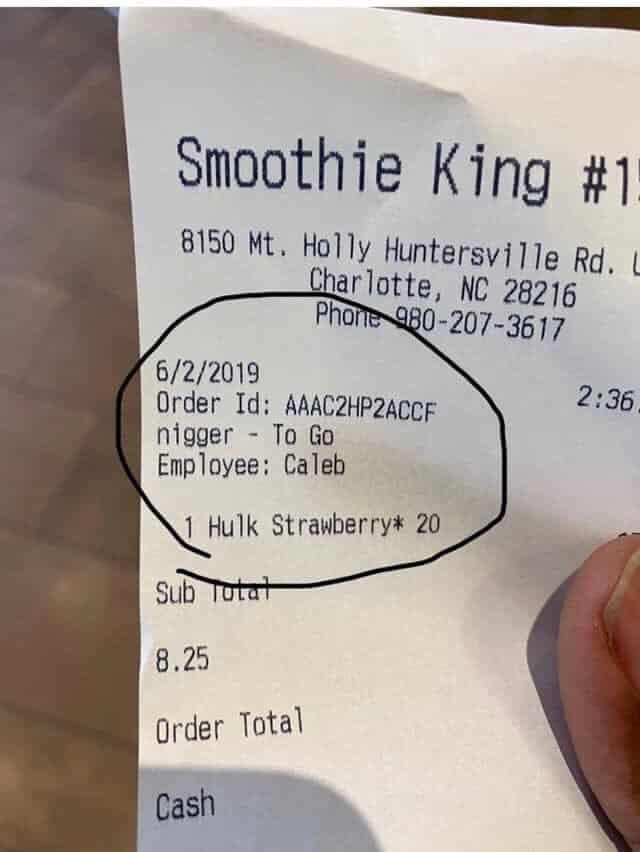 Smoothie King #1
8150 Mt. Holly Huntersville Rd.
Charlotte, NC 28216
Phone 980-207-3617
6/2/2019
2:36
Order Id: AAAC2HP2ACCF
nigger - To Go
Employee: Caleb
1 Hulk Strawberry* 20
Sub Total
8.25
Order Total
Cash